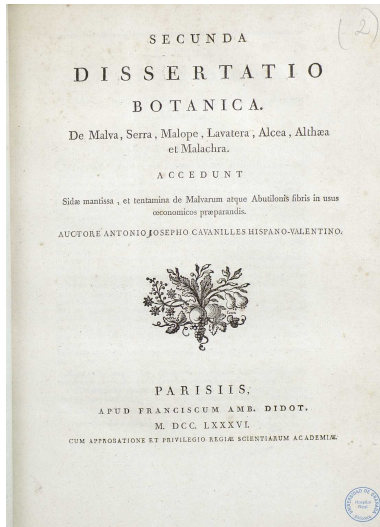 (2)
SECUNDA
DISSERTATIO
BOTANICA.
De Malva, Serra, Malope, Lavatera, Alcea, Althæa
et Malachra.
ACCEDUNT
Sidæ mantissa, et tentamina de Malvarum atque Abutilonis fibris in usus
œconomicos præparandis.
AUCTORE ANTONIO JOSEPHO CAVANILLES HISPANO-VALENTINO.
PARISIIS,
APUD FRANCISCUM AMB. DIDOT.
M. DCC. LXXXVI.
CUM APPROBATIONE ET PRIVILEGIO REGIÆ SCIENTIARUM ACADEMIÆ.